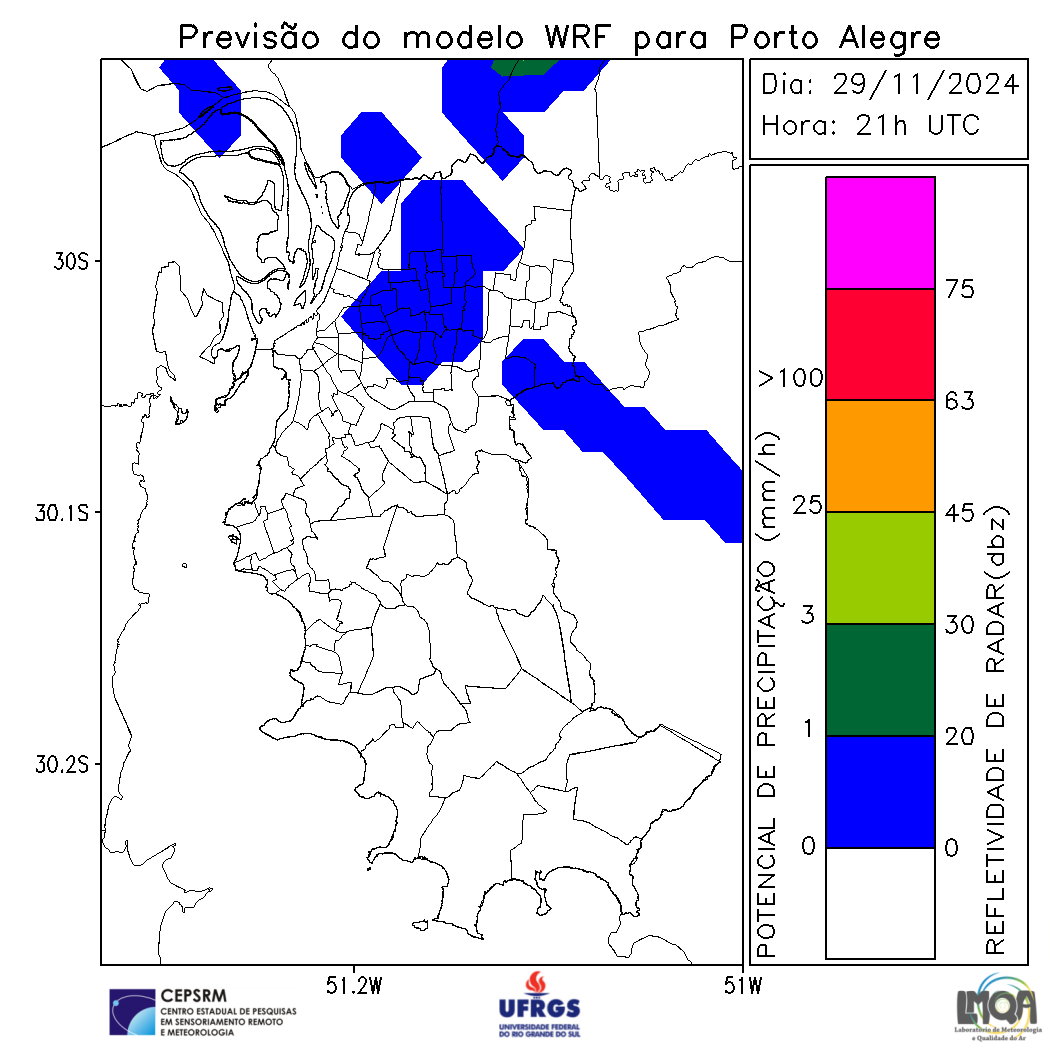 Previsão do modelo WRF para Porto Alegre
Dia: 29/11/2024
Hora: 21h UTC
30S
30.1S
30.2S
51.2W
51W
POTENCIAL DE PRECIPITAÇÃO (mm/h)
>100
25
3
1
0
75
63
45
30
20
0
REFLETIVIDADE DE RADAR(dbz)
CEPSRM
CENTRO ESTADUAL DE PESQUISAS
EM SENSORIAMENTO REMOTO
E METEOROLOGIA
UFRGS
UNIVERSIDADE FEDERAL
DO RIO GRANDE DO SUL
LMQA
Laboratório de Meteorologia
e Qualidade do Ar